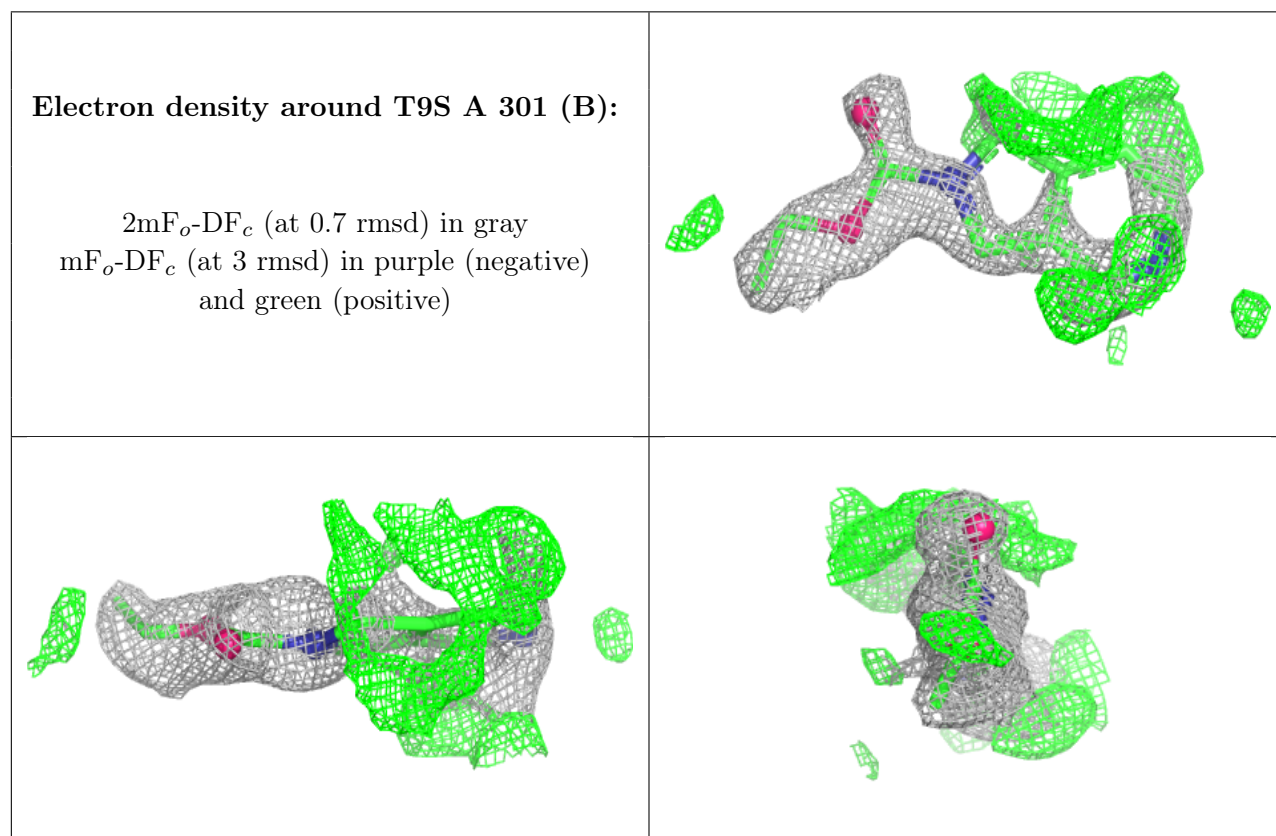 Electron density around T9S A 301 (B):
2mFo-DFc (at 0.7 rmsd) in gray
mFo-DFc (at 3 rmsd) in purple (negative)
and green (positive)